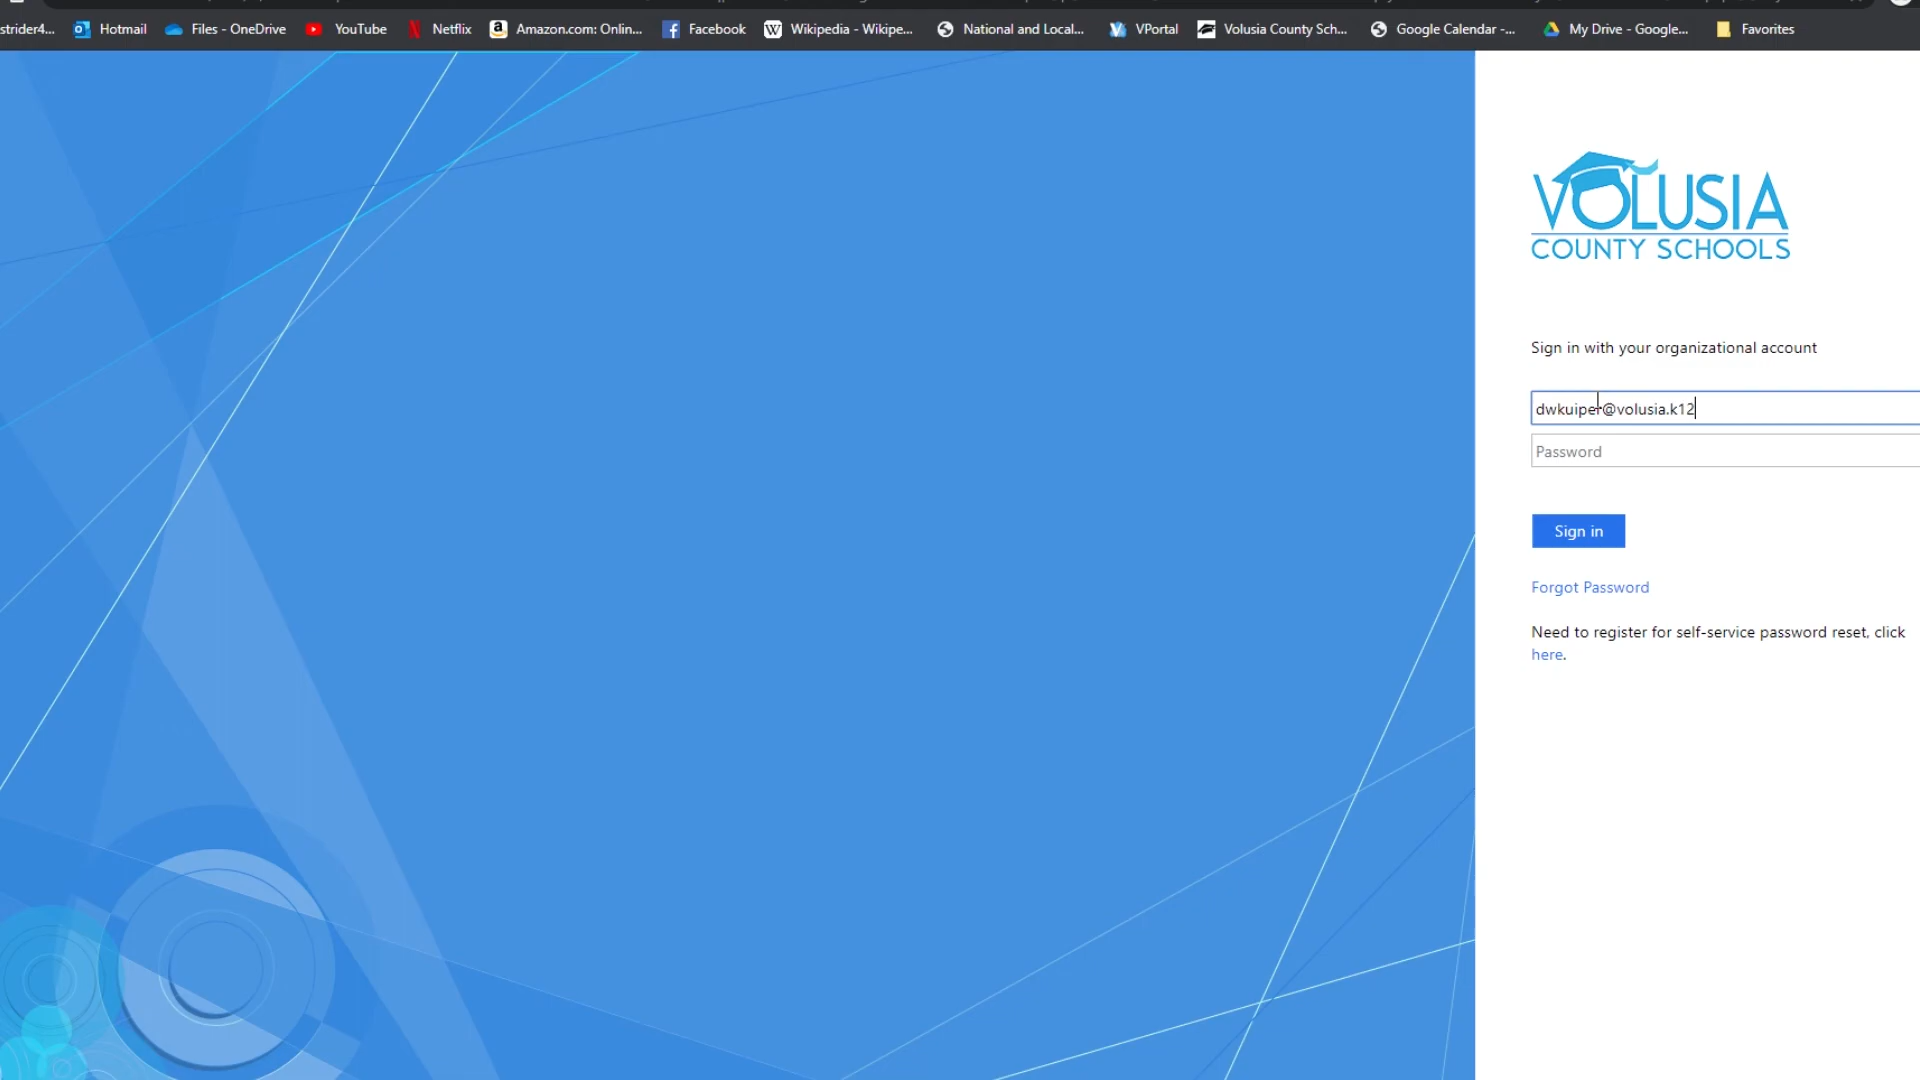 strider4... Hotmail Files - OneDrive YouTube Netflix Amazon.com: Onlin... Facebook Wikipedia - Wikipe... National and Local... VPortal Volusia County Sch... Google Calendar -... My Drive - Google... Favorites
VOLUSIA
COUNTY SCHOOLS
Sign in with your organizational account
dwkuiper@volusia.k12
Password
Sign in
Forgot Password
Need to register for self-service password reset, click
here.